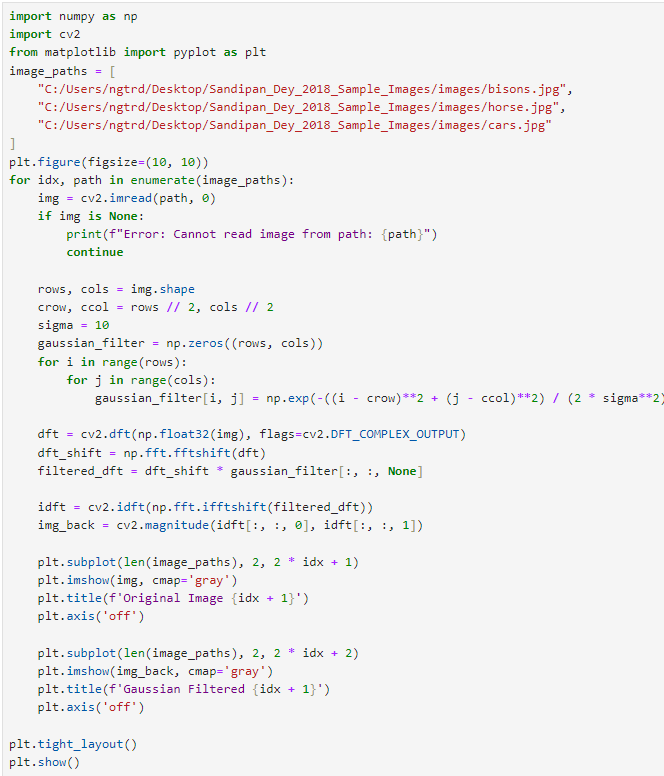 import numpy as np
import cv2
from matplotlib import pyplot as plt
image_paths = [
    "C:/Users/ngtrd/Desktop/Sandipan_Dey_2018_Sample_Images/images/bisons.jpg",
    "C:/Users/ngtrd/Desktop/Sandipan_Dey_2018_Sample_Images/images/horse.jpg",
    "C:/Users/ngtrd/Desktop/Sandipan_Dey_2018_Sample_Images/images/cars.jpg"
]
plt.figure(figsize=(10, 10))
for idx, path in enumerate(image_paths):
    img = cv2.imread(path, 0)
    if img is None:
        print(f"Error: Cannot read image from path: {path}")
        continue

    rows, cols = img.shape
    crow, ccol = rows // 2, cols // 2
    sigma = 10
    gaussian_filter = np.zeros((rows, cols))
    for i in range(rows):
        for j in range(cols):
            gaussian_filter[i, j] = np.exp(-((i - crow)**2 + (j - ccol)**2) / (2 * sigma**2)

    dft = cv2.dft(np.float32(img), flags=cv2.DFT_COMPLEX_OUTPUT)
    dft_shift = np.fft.fftshift(dft)
    filtered_dft = dft_shift * gaussian_filter[:, :, None]

    idft = cv2.idft(np.fft.ifftshift(filtered_dft))
    img_back = cv2.magnitude(idft[:, :, 0], idft[:, :, 1])

    plt.subplot(len(image_paths), 2, 2 * idx + 1)
    plt.imshow(img, cmap='gray')
    plt.title(f'Original Image {idx + 1}')
    plt.axis('off')

    plt.subplot(len(image_paths), 2, 2 * idx + 2)
    plt.imshow(img_back, cmap='gray')
    plt.title(f'Gaussian Filtered {idx + 1}')
    plt.axis('off')

plt.tight_layout()
plt.show()